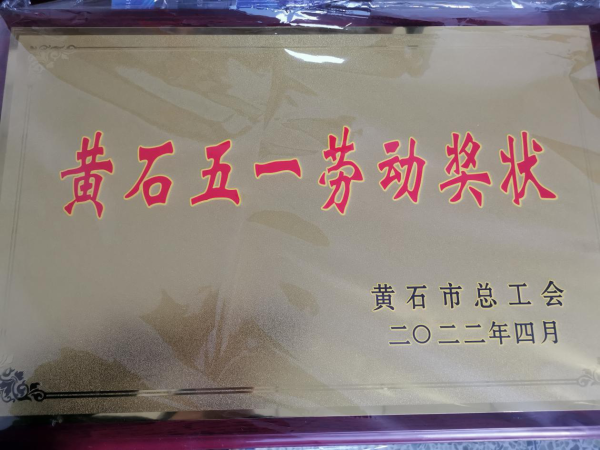 黄石五一劳动奖状
黄石市总工会
二〇二二年四月